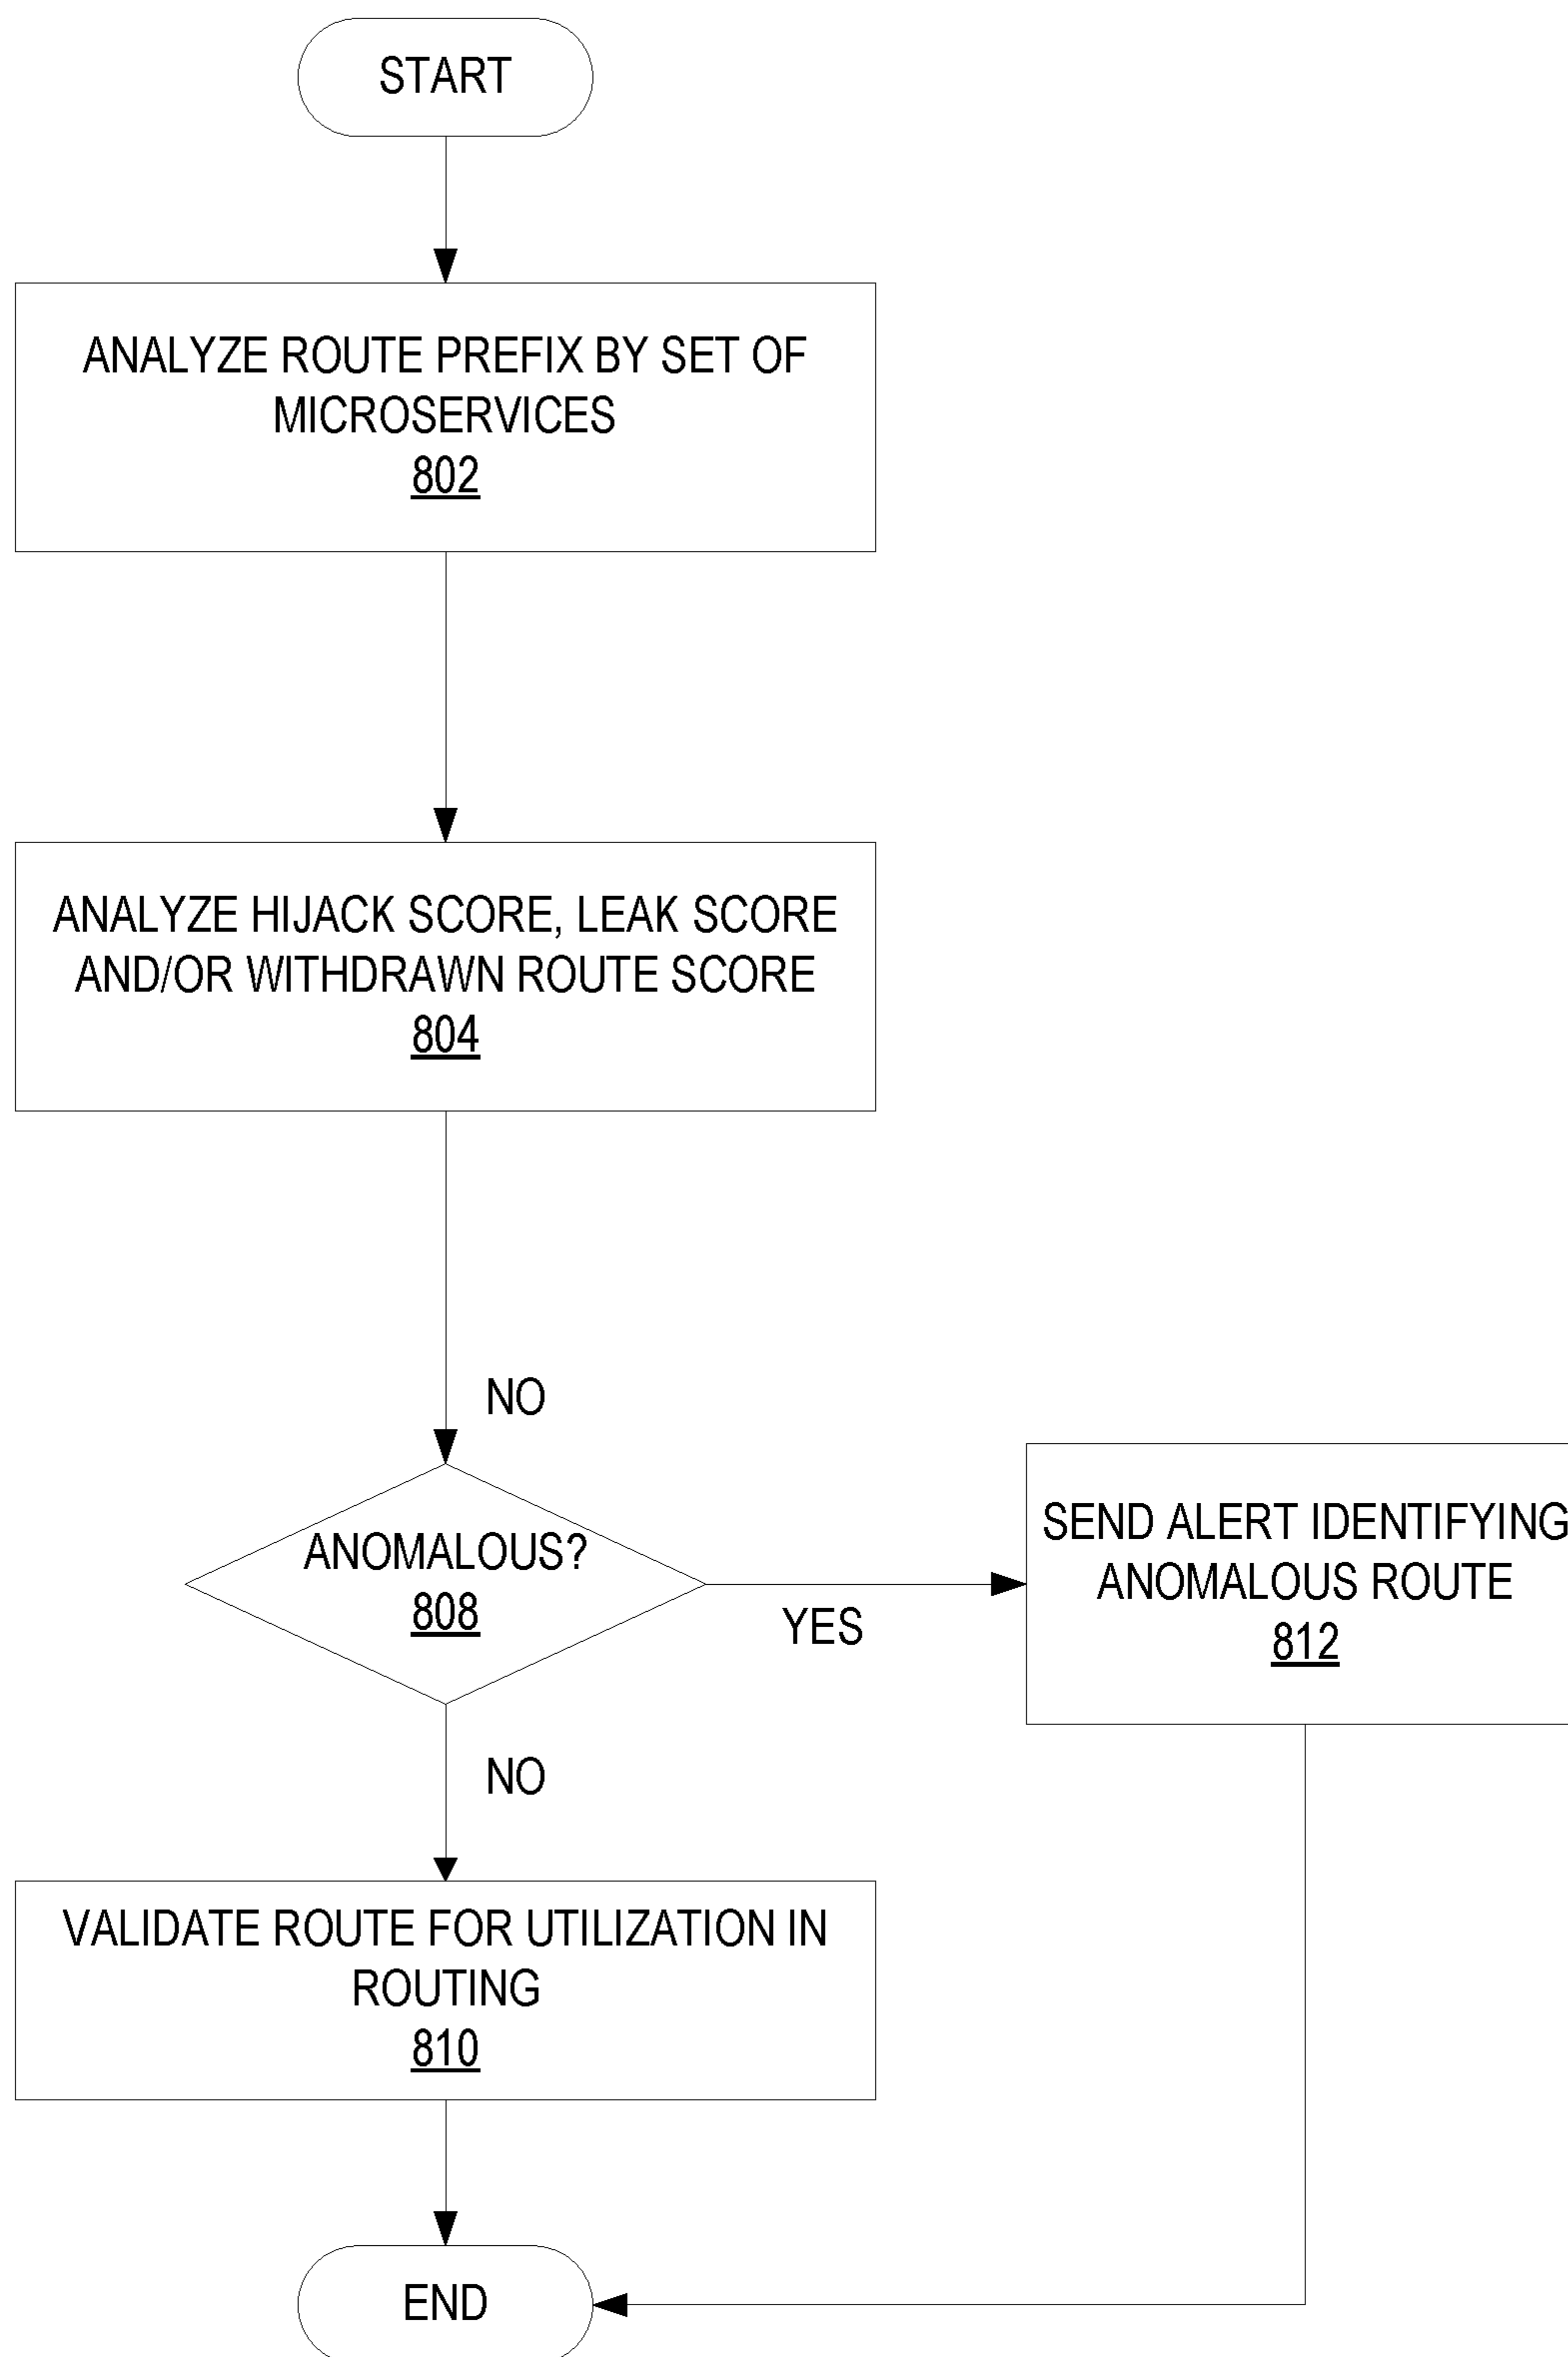 START
ANALYZE ROUTE PREFIX BY SET OF
MICROSERVICES
802
ANALYZE HIJACK SCORE, LEAK SCORE
AND/OR WITHDRAWN ROUTE SCORE
804
NO
ANOMALOUS?
808
YES
SEND ALERT IDENTIFYING
ANOMALOUS ROUTE
812
NO
VALIDATE ROUTE FOR UTILIZATION IN
ROUTING
810
END